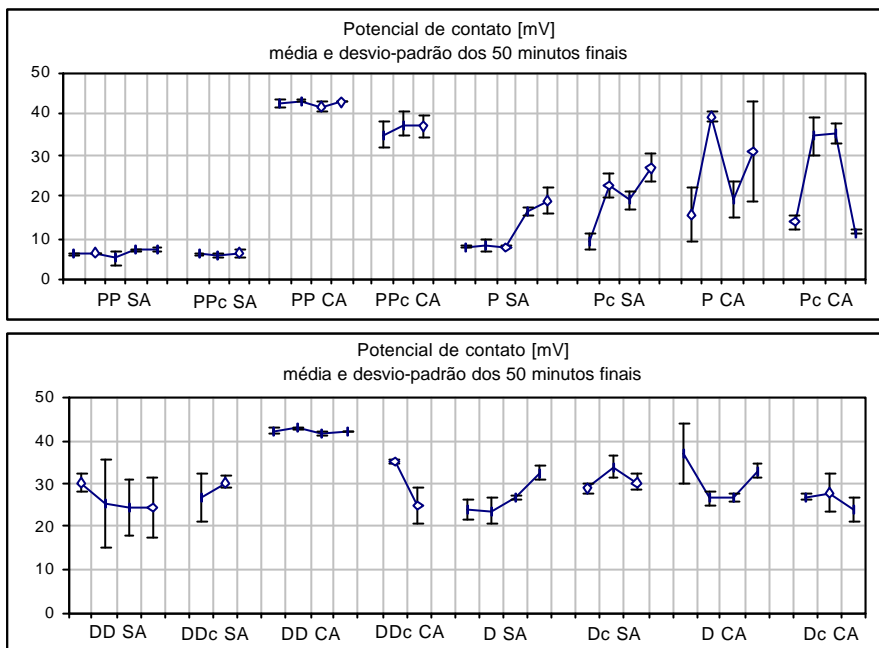 Potencial de contato [mV]
média e desvio-padrão dos 50 minutos finais
50
40
30
20
10
0
PP SA PPc SA PP CA PPc CA P SA Pc SA P CA Pc CA
Potencial de contato [mV]
média e desvio-padrão dos 50 minutos finais
50
40
30
20
10
0
DD SA DDc SA DD CA DDc CA D SA Dc SA D CA Dc CA